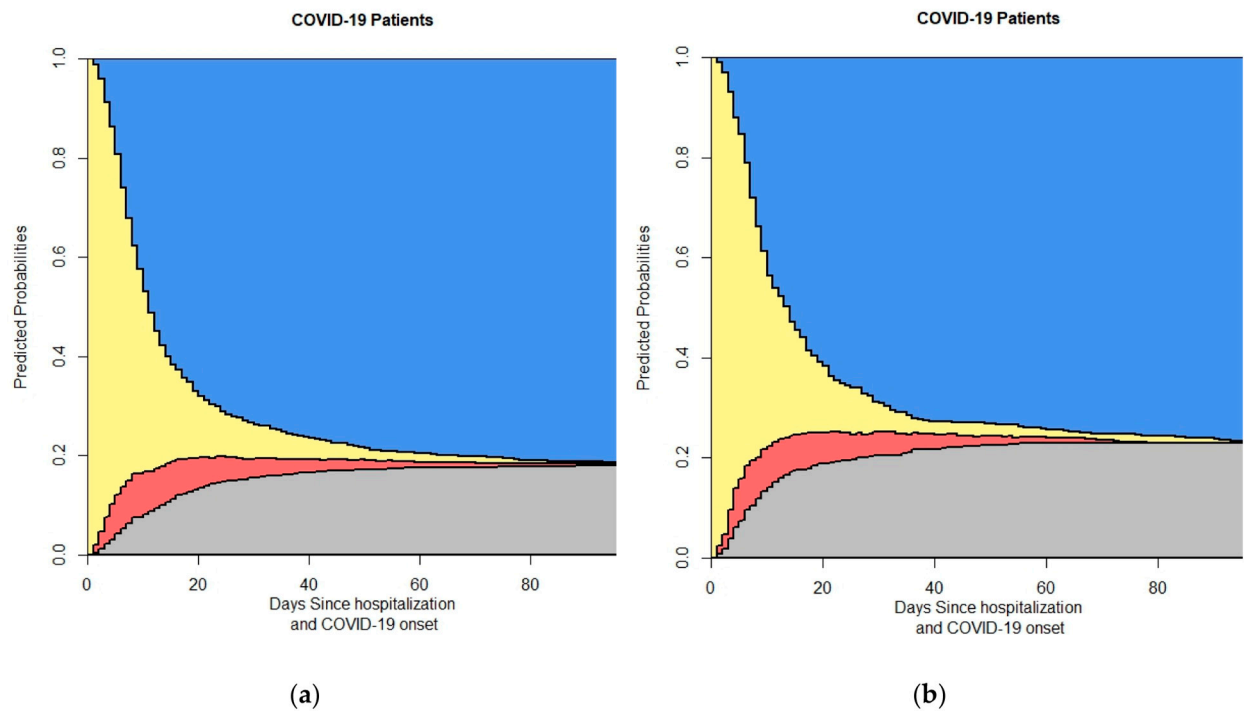 COVID-19 Patients
Predicted Probabilities
1.0
0.8
0.6
0.4
0.2
0.0
0 20 40 60 80
Days Since hospitalization
and COVID-19 onset
(a)
COVID-19 Patients
Predicted Probabilities
1.0
0.8
0.6
0.4
0.2
0.0
0 20 40 60 80
Days Since hospitalization
and COVID-19 onset
(b)